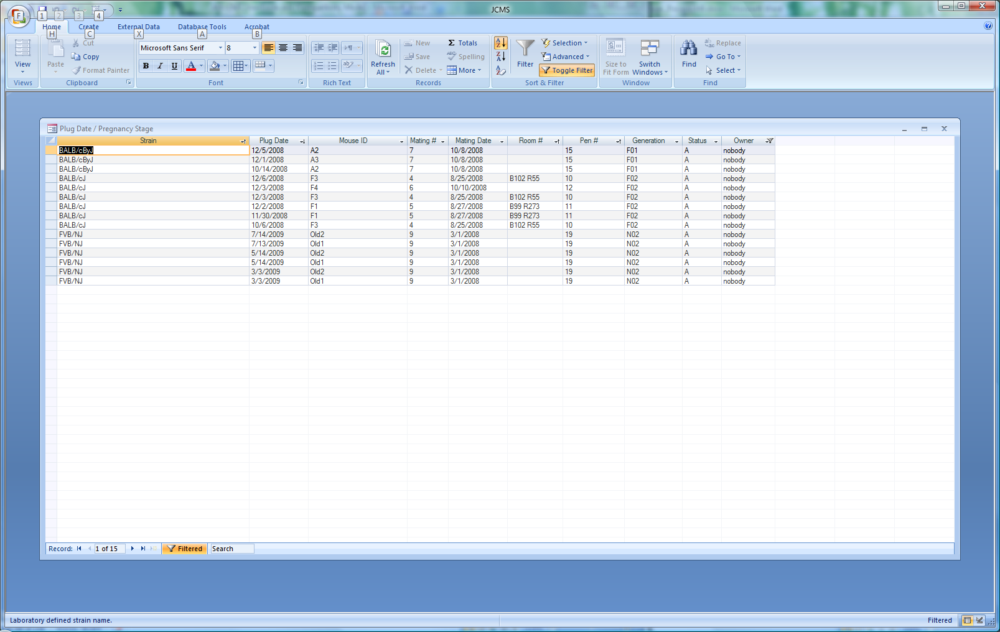 JCMS
F 1 2 3 4
Home Create External Data Database Tools Acrobat
H C X A B
View
Views
Paste
Cut
Copy
Format Painter
Clipboard
Microsoft Sans Serif 8
B I U A
Font
ab
Rich Text
Refresh All
New
Save
Delete
Σ Totals
Spelling
More
Records
Filter
Selection
Advanced
Toggle Filter
Sort & Filter
Size to Fit Form
Switch Windows
Window
Find
Replace
Go To
Select
Find
Plug Date / Pregnancy Stage
Strain Plug Date Mouse ID Mating # Mating Date Room # Pen # Generation Status Owner
BALB/cByJ 12/5/2008 A2 7 10/8/2008 15 F01 A nobody
BALB/cByJ 12/1/2008 A3 7 10/8/2008 15 F01 A nobody
BALB/cByJ 10/14/2008 A2 7 10/8/2008 15 F01 A nobody
BALB/cJ 12/6/2008 F3 4 8/25/2008 B102 R55 10 F02 A nobody
BALB/cJ 12/3/2008 F4 6 10/10/2008 12 F02 A nobody
BALB/cJ 12/3/2008 F3 4 8/25/2008 B102 R55 10 F02 A nobody
BALB/cJ 12/2/2008 F1 5 8/27/2008 B99 R273 11 F02 A nobody
BALB/cJ 11/30/2008 F1 5 8/27/2008 B99 R273 11 F02 A nobody
BALB/cJ 10/6/2008 F3 4 8/25/2008 B102 R55 10 F02 A nobody
FVB/NJ 7/14/2009 Old2 9 3/1/2008 19 N02 A nobody
FVB/NJ 7/13/2009 Old1 9 3/1/2008 19 N02 A nobody
FVB/NJ 5/14/2009 Old2 9 3/1/2008 19 N02 A nobody
FVB/NJ 5/14/2009 Old1 9 3/1/2008 19 N02 A nobody
FVB/NJ 3/3/2009 Old2 9 3/1/2008 19 N02 A nobody
FVB/NJ 3/3/2009 Old1 9 3/1/2008 19 N02 A nobody
Record: 1 of 15 Filtered Search
Laboratory defined strain name. Filtered